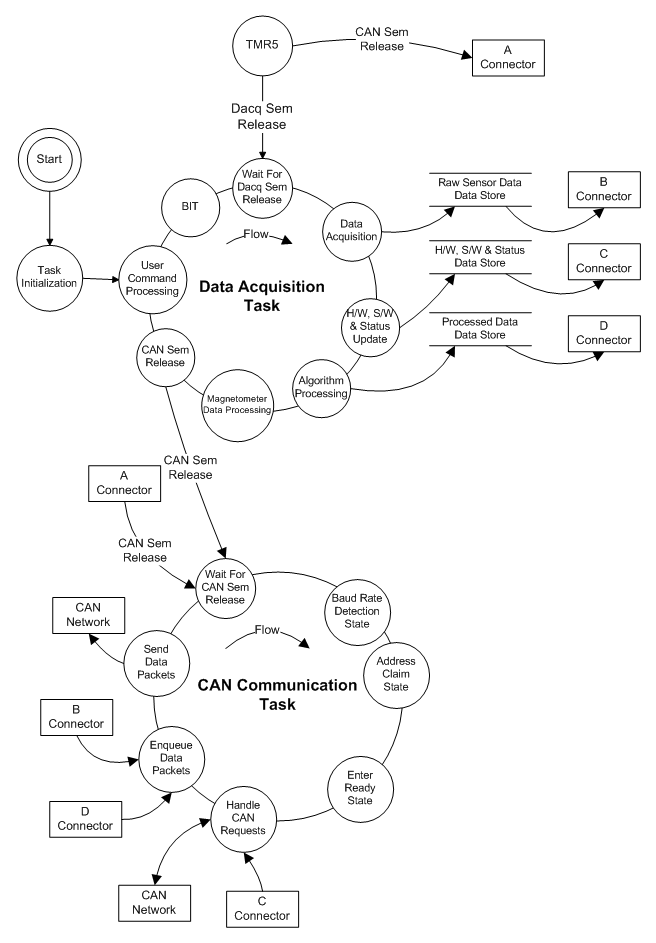 TMR5
CAN Sem
Release
A
Connector
Dacq Sem
Release
Start
Wait For
Dacq Sem
Release
BIT
Flow
Data
Acquisition
Raw Sensor Data
Data Store
B
Connector
Task
Initialization
User
Command
Processing
Data Acquisition
Task
H/W, S/W & Status
Data Store
C
Connector
H/W, S/W
& Status
Update
Processed Data
Data Store
D
Connector
CAN Sem
Release
Magnetometer
Data Processing
Algorithm
Processing
CAN Sem
Release
A
Connector
CAN Sem
Release
Wait For
CAN Sem
Release
Baud Rate
Detection
State
CAN
Network
Flow
Send
Data
Packets
CAN Communication
Task
Address
Claim
State
B
Connector
Enqueue
Data
Packets
Enter
Ready
State
D
Connector
Handle
CAN
Requests
CAN
Network
C
Connector